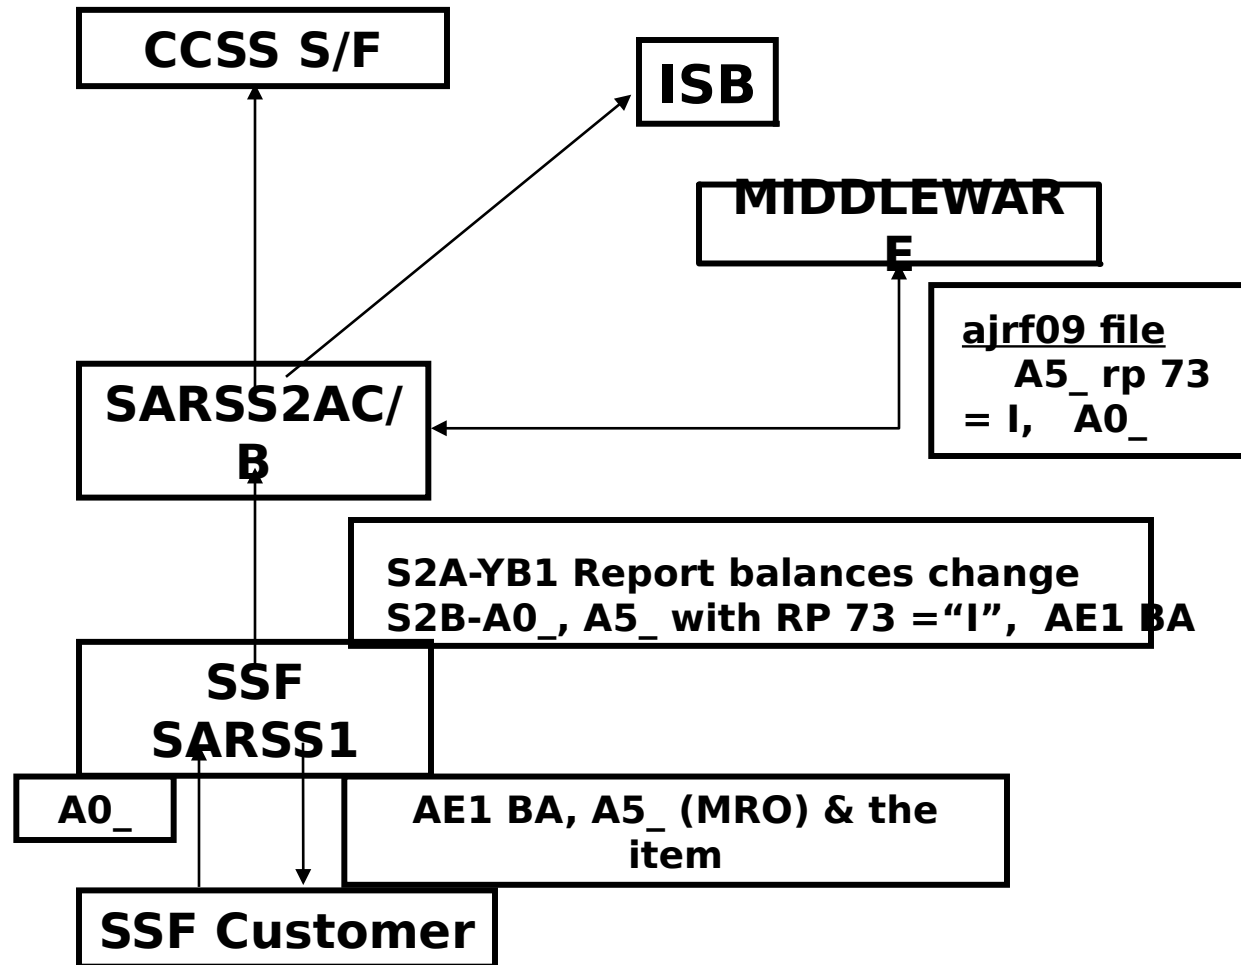 CCSS S/F
ISB
MIDDLEWAR
E
ajrf09 file
A5_ rp 73
= I, A0_
SARSS2AC/
B
S2A-YB1 Report balances change
S2B-A0_, A5_ with RP 73 =“I”, AE1 BA
SSF
SARSS1
A0_
AE1 BA, A5_ (MRO) & the
item
SSF Customer